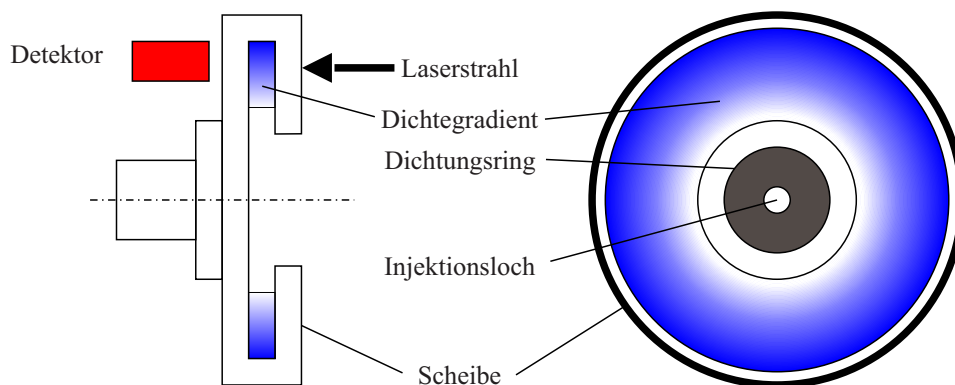 Detektor
Laserstrahl
Dichtegradient
Dichtungsring
Injektionsloch
Scheibe